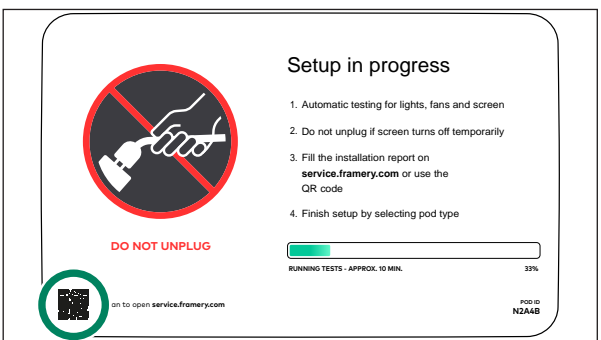 Setup in progress
1. Automatic testing for lights, fans and screen
2. Do not unplug if screen turns off temporarily
3. Fill the installation report on
service.framery.com or use the
QR code
4. Finish setup by selecting pod type
DO NOT UNPLUG
RUNNING TESTS - APPROX. 10 MIN. 33%
an to open service.framery.com
POD ID
N2A4B